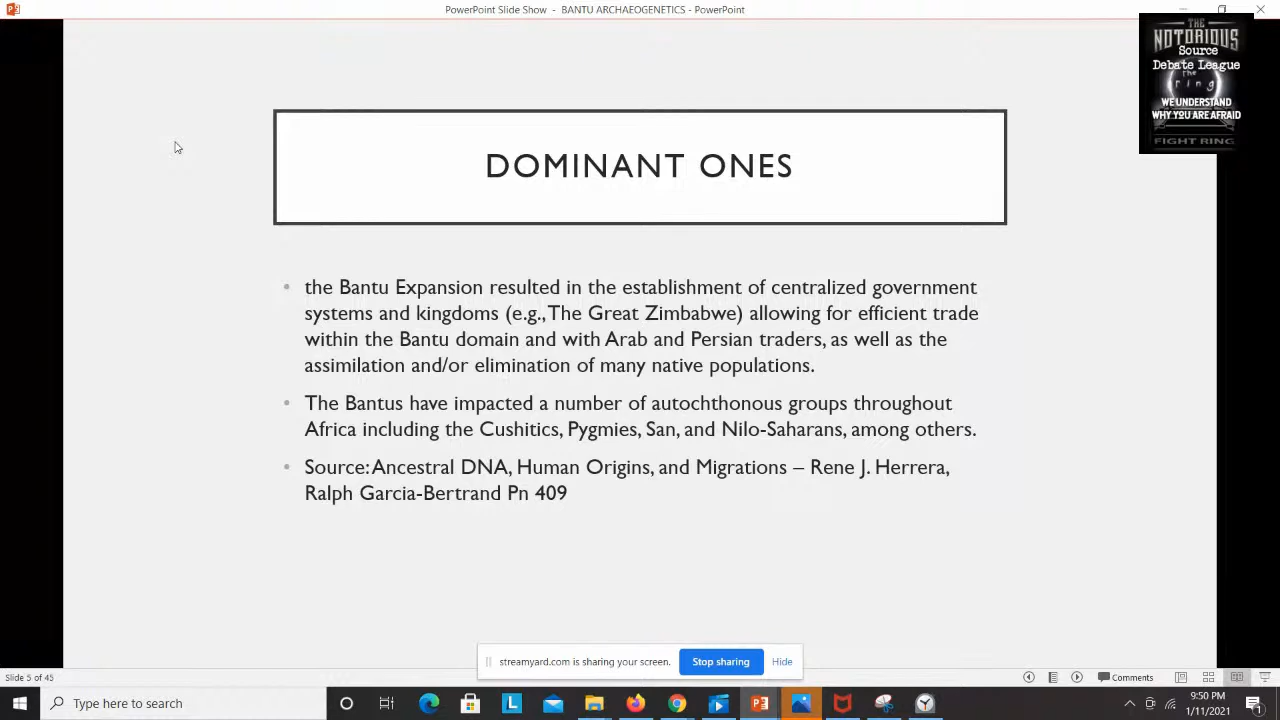 PowerPoint Slide Show - BANTU ARCHAEOGENETICS - PowerPoint
THE
NOTORIOUS
Source
Debate League
The
ring
WE UNDERSTAND
WHY YOU ARE AFRAID
FIGHT RING
DOMINANT ONES
• the Bantu Expansion resulted in the establishment of centralized government
systems and kingdoms (e.g., The Great Zimbabwe) allowing for efficient trade
within the Bantu domain and with Arab and Persian traders, as well as the
assimilation and/or elimination of many native populations.
• The Bantus have impacted a number of autochthonous groups throughout
Africa including the Cushitics, Pygmies, San, and Nilo-Saharans, among others.
• Source: Ancestral DNA, Human Origins, and Migrations – Rene J. Herrera,
Ralph Garcia-Bertrand Pn 409
streamyard.com is sharing your screen. Stop sharing Hide
Slide 5 of 45 Comments
Type here to search
9:50 PM
1/11/2021